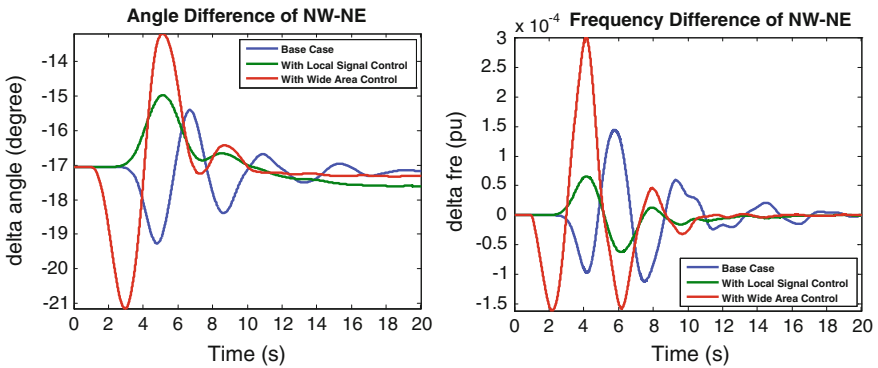 Angle Difference of NW-NE
delta angle (degree)
-13
-14
-15
-16
-17
-18
-19
-20
-21
0 2 4 6 8 10 12 14 16 18 20
Time (s)
Base Case
With Local Signal Control
With Wide Area Control
x 10-4
Frequency Difference of NW-NE
delta fre (pu)
3
2.5
2
1.5
1
0.5
0
-0.5
-1
-1.5
0 2 4 6 8 10 12 14 16 18 20
Time (s)
Base Case
With Local Signal Control
With Wide Area Control